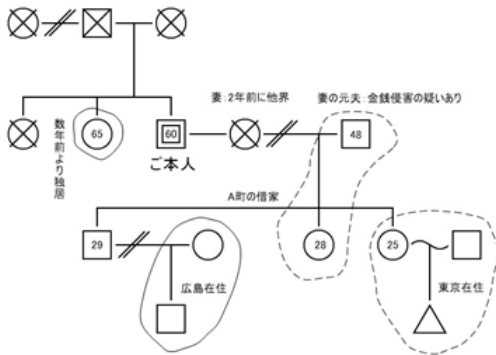 妻:2年前に他界
妻の元夫:金銭侵害の疑いあり
数年前より独居
65
60
48
ご本人
A町の借家
29
28
25
広島在住
東京在住